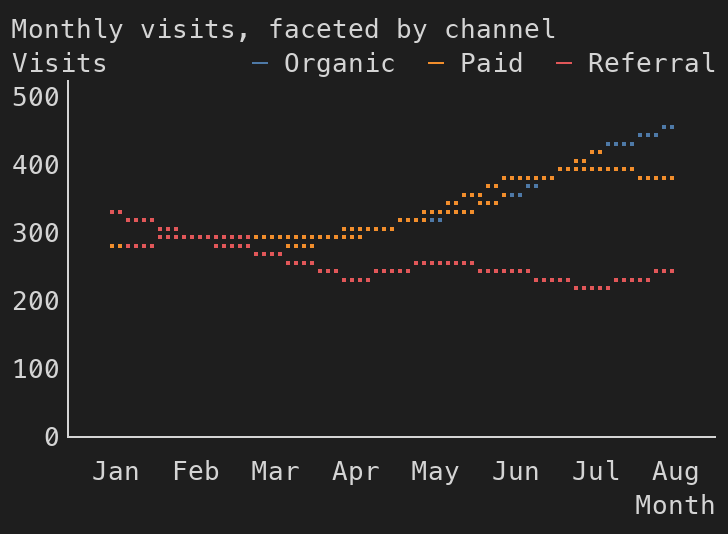 Monthly visits, faceted by channel
Visits — Organic — Paid — Referral
500
400
300
200
100
0
Jan Feb Mar Apr May Jun Jul Aug
Month